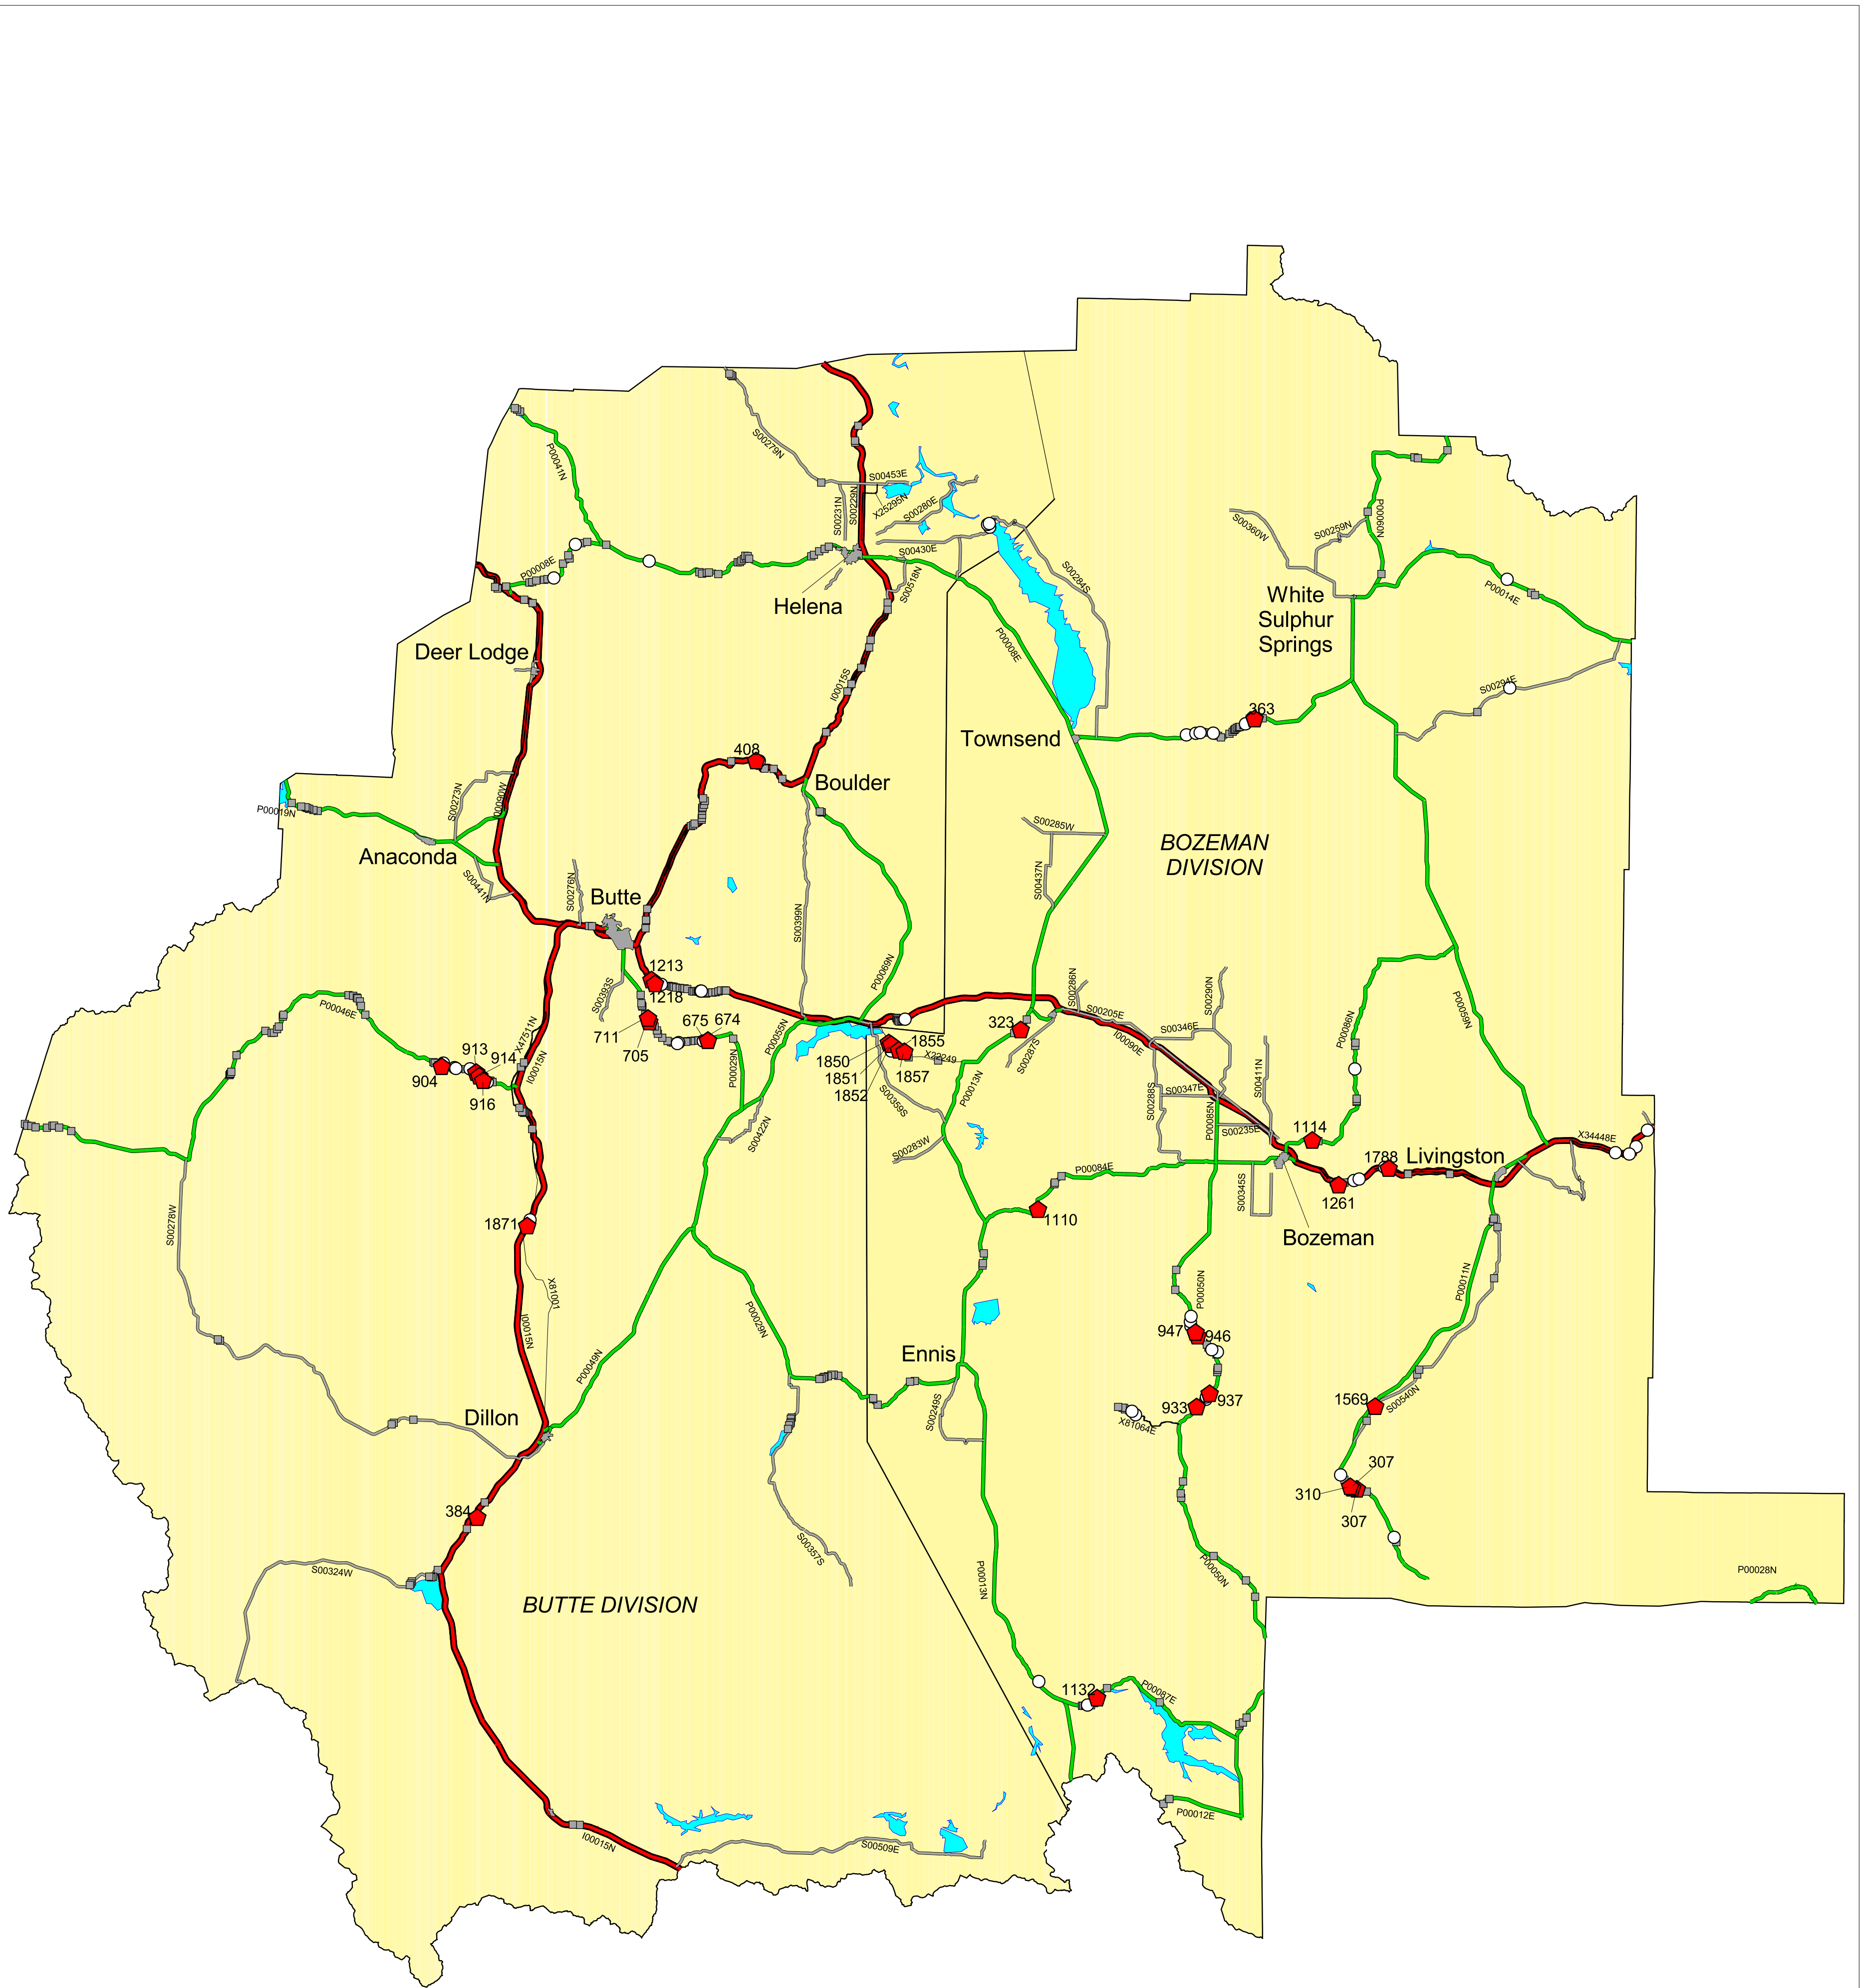 S00279N
P00041N
S00453E
S00231N
S00229N
X25295N
S00280E
S00430E
S00518N
P00008E
Helena
S00284S
P00008E
S00360W
S00259N
P00060N
P00014E
White
Sulphur
Springs
S00294E
Deer Lodge
I00015S
363
Townsend
408
Boulder
S00273N
I00090W
P00019N
Anaconda
S00441N
S00276N
Butte
S00285W
S00437N
BOZEMAN
DIVISION
S00399N
P00069N
S00393S
1213
1218
P00046E
X47511N
I00015N
711
705
675
674
P00029N
P00055N
323
S00286N
S00205E
S00290N
S00346E
I00090E
S00287S
P00086N
P00059N
913
914
904
916
1850
1851
1852
1855
1857
X22249
S00359S
P00013N
S00347E
S00288S
P00085N
S00411N
S00235E
S00422N
S00283W
1114
X34448E
Livingston
1788
P00084E
S00345S
1261
1110
Bozeman
S00278W
1871
X81001
I00015N
P00029N
P00049N
P00050N
P00011N
947
946
Ennis
S00249S
933
937
X81064E
1569
S00540N
Dillon
307
310
307
384
S00357S
S00324W
P00013N
P00050N
P00028N
BUTTE DIVISION
1132
P00087E
P00012E
I00015N
S00509E